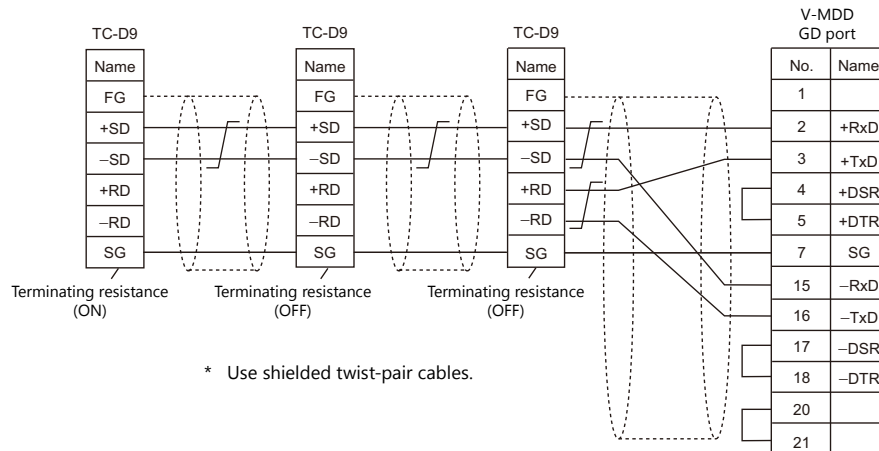 V-MDD
GD port
TC-D9
TC-D9
TC-D9
Name
Name
Name
No. Name
FG
FG
FG
1
+SD
+SD
+SD
2 +RxD
−SD
−SD
−SD
3 +TxD
+RD
+RD
+RD
4 +DSR
−RD
−RD
−RD
5 +DTR
SG
SG
SG
7 SG
Terminating resistance
(ON)
Terminating resistance
(OFF)
Terminating resistance
(OFF)
15 −RxD
16 −TxD
17 −DSR
18 −DTR
20
21
* Use shielded twist-pair cables.